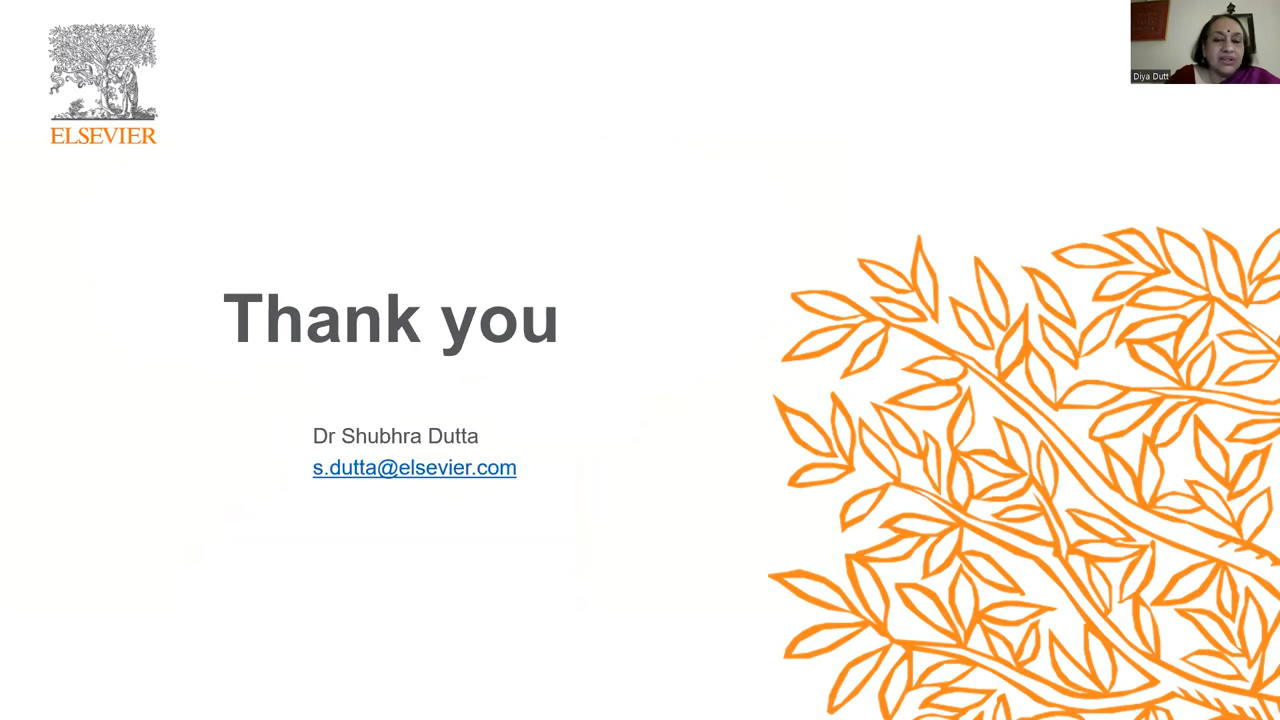 ELSEVIER
Diya Dutt
Thank you
Dr Shubhra Dutta
s.dutta@elsevier.com